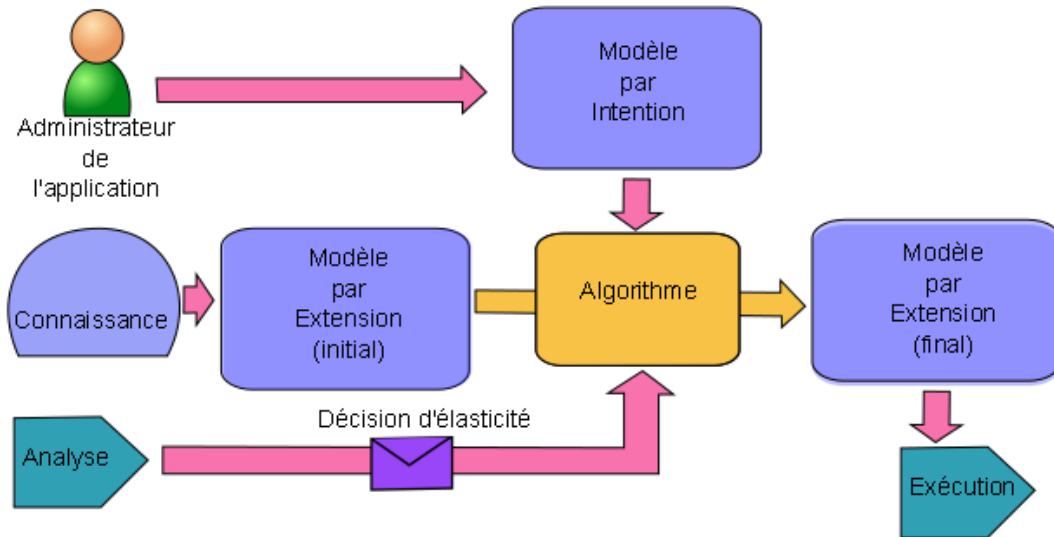 Administrateur
de
l'application
Modèle
par
Intention
Connaissance
Modèle
par
Extension
(initial)
Algorithme
Modèle
par
Extension
(final)
Analyse
Décision d'élasticité
Exécution